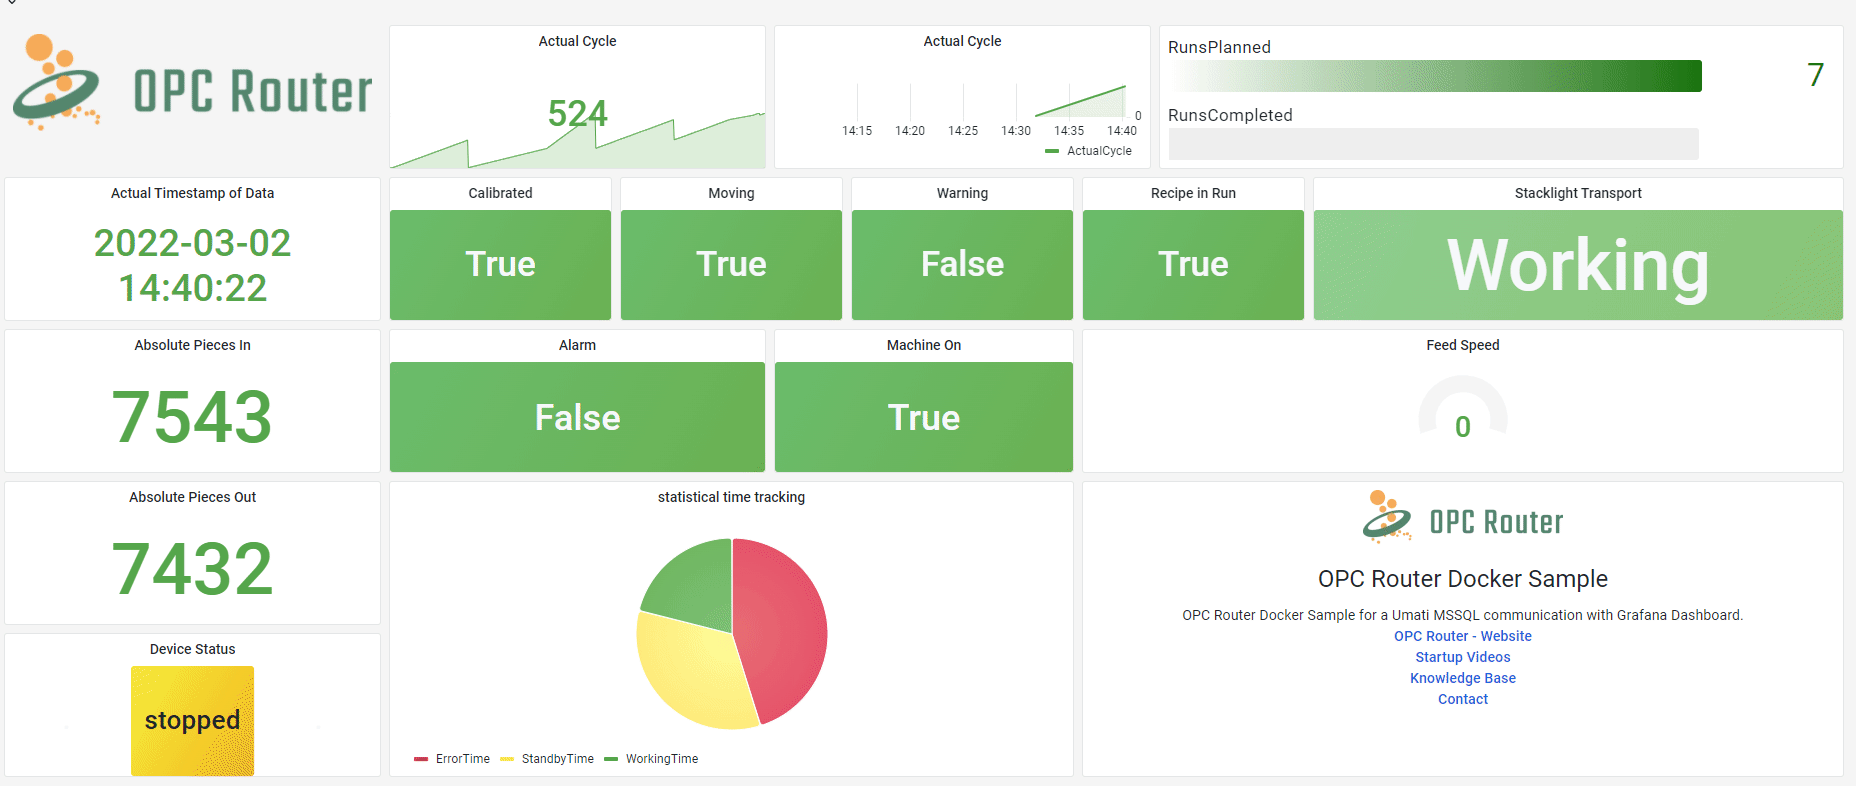 OPC Router
Actual Cycle
524
Actual Cycle
0
14:15 14:20 14:25 14:30 14:35 14:40
ActualCycle
RunsPlanned
7
RunsCompleted
Actual Timestamp of Data
2022-03-02
14:40:22
Calibrated
True
Moving
True
Warning
False
Recipe in Run
True
Stacklight Transport
Working
Absolute Pieces In
7543
Alarm
False
Machine On
True
Feed Speed
0
Absolute Pieces Out
7432
Device Status
stopped
statistical time tracking
ErrorTime StandbyTime WorkingTime
OPC Router
OPC Router Docker Sample
OPC Router Docker Sample for a Umati MSSQL communication with Grafana Dashboard.
OPC Router - Website
Startup Videos
Knowledge Base
Contact